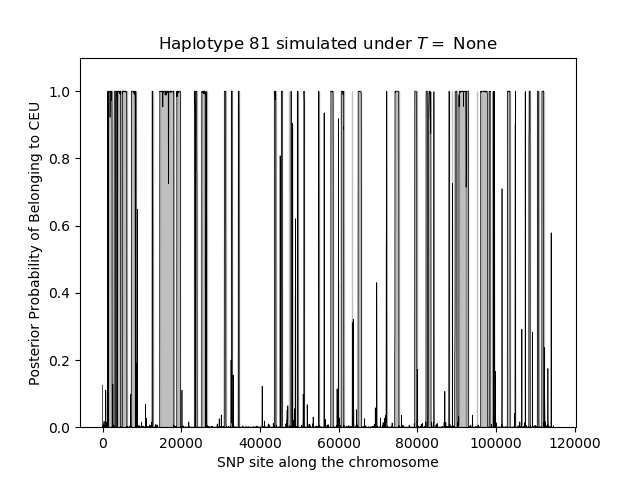 Haplotype 81 simulated under T = None
Posterior Probability of Belonging to CEU
1.0
0.8
0.6
0.4
0.2
0.0
0 20000 40000 60000 80000 100000 120000
SNP site along the chromosome